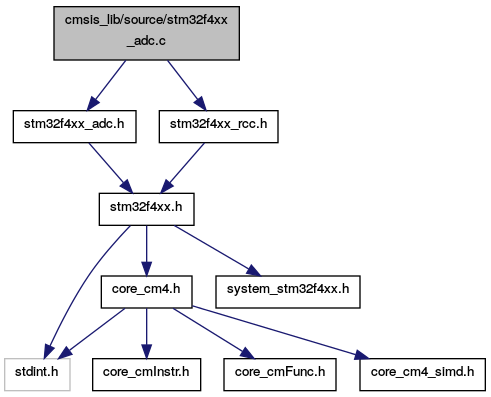 cmsis_lib/source/stm32f4xx
_adc.c
stm32f4xx_adc.h
stm32f4xx_rcc.h
stm32f4xx.h
core_cm4.h
system_stm32f4xx.h
stdint.h
core_cmInstr.h
core_cmFunc.h
core_cm4_simd.h